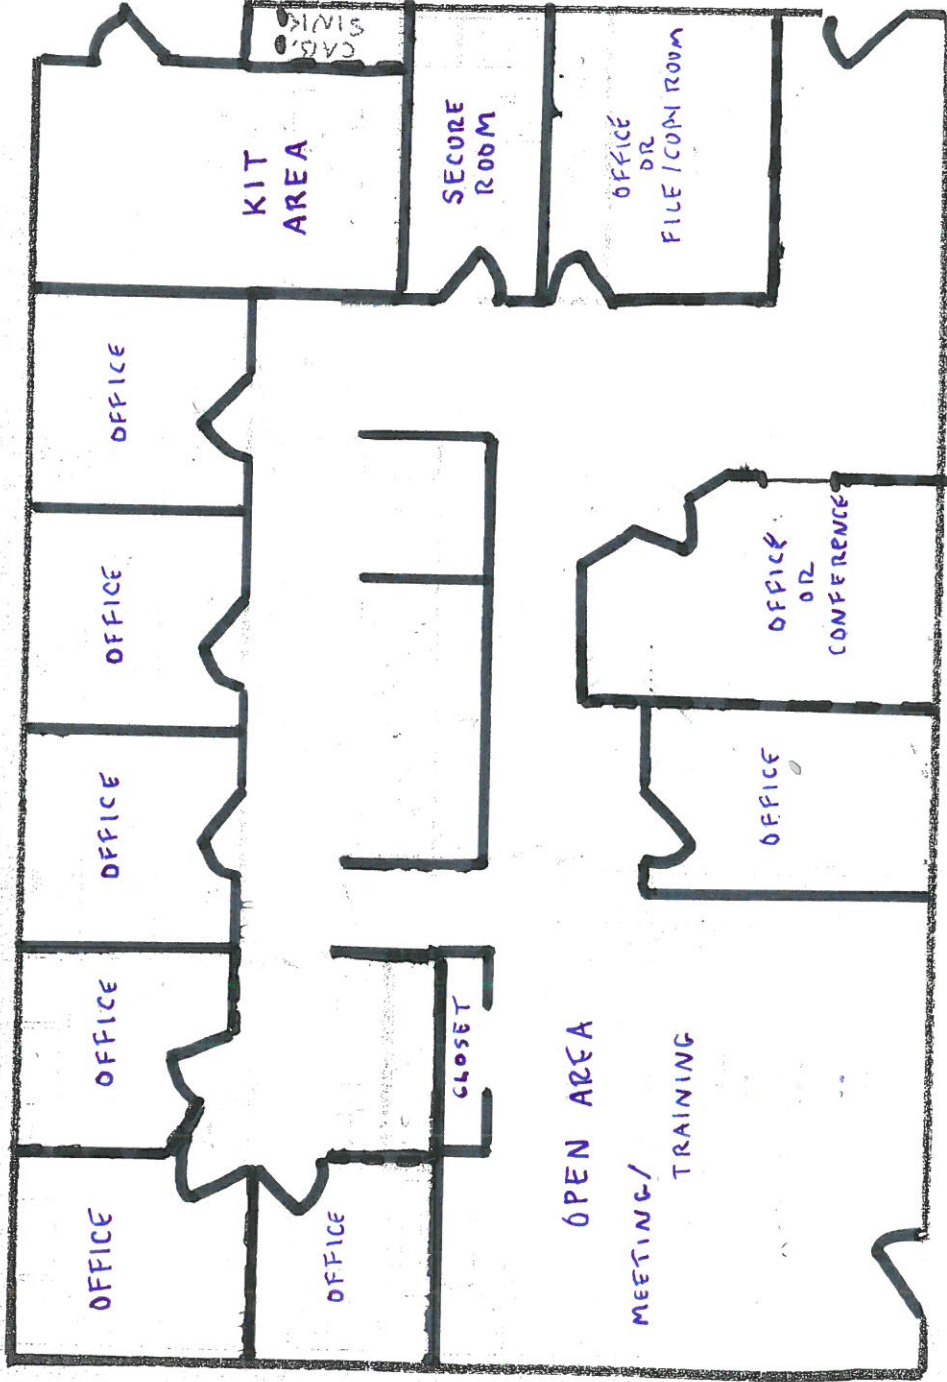 CAB.
SINK
KIT
AREA
SECURE
ROOM
OFFICE
OR
FILE/COPY ROOM
OFFICE
OFFICE
OFFICE
OFFICE
OFFICE
OFFICE
CLOSET
OFFICE
OR
CONFERENCE
OFFICE
OPEN AREA
MEETING/
TRAINING